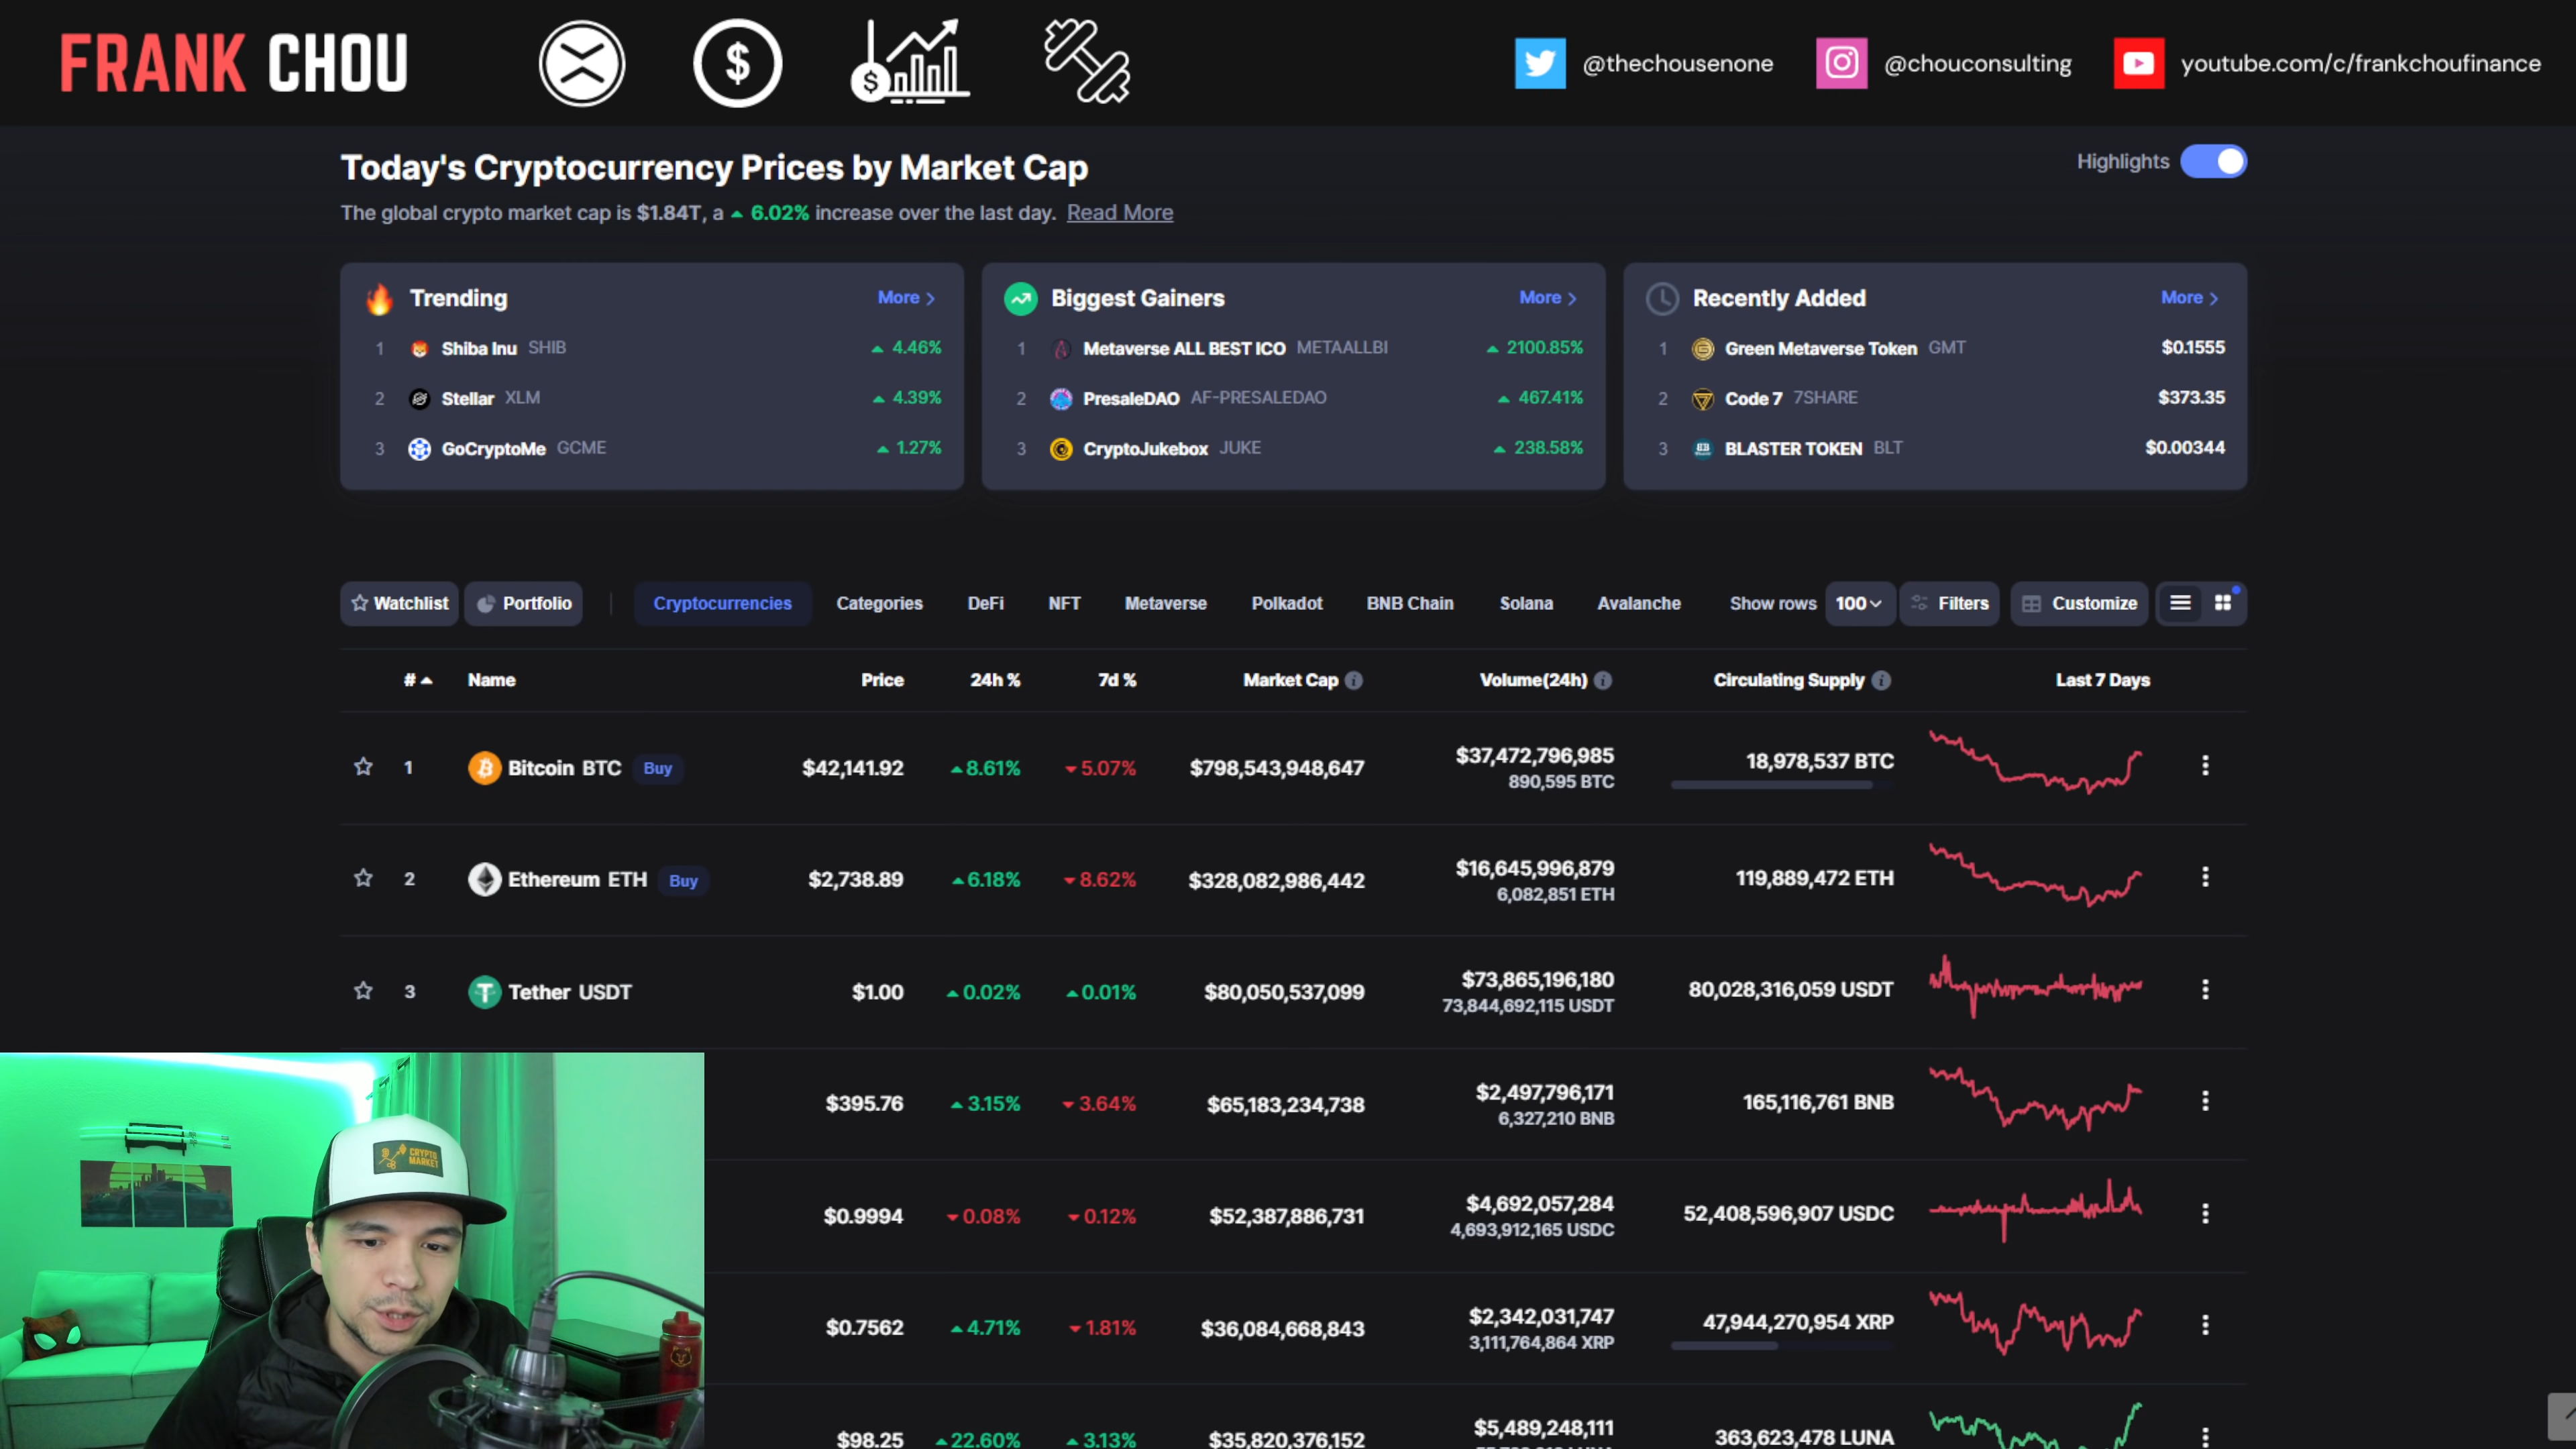 FRANK CHOU
@thechousenone
@chouconsulting
youtube.com/c/frankchoufinance
Today's Cryptocurrency Prices by Market Cap
Highlights
The global crypto market cap is $1.84T, a 6.02% increase over the last day. Read More
Trending More
1 Shiba Inu SHIB 4.46%
2 Stellar XLM 4.39%
3 GoCryptoMe GCME 1.27%
Biggest Gainers More
1 Metaverse ALL BEST ICO METAALLBI 2100.85%
2 PresaleDAO AF-PRESALEDAO 467.41%
3 CryptoJukebox JUKE 238.58%
Recently Added More
1 Green Metaverse Token GMT $0.1555
2 Code 7 7SHARE $373.35
3 BLASTER TOKEN BLT $0.00344
Watchlist Portfolio Cryptocurrencies Categories DeFi NFT Metaverse Polkadot BNB Chain Solana Avalanche Show rows 100 Filters Customize
# Name Price 24h % 7d % Market Cap Volume(24h) Circulating Supply Last 7 Days
1 Bitcoin BTC Buy $42,141.92 8.61% 5.07% $798,543,948,647 $37,472,796,985 18,978,537 BTC
890,595 BTC
2 Ethereum ETH Buy $2,738.89 6.18% 8.62% $328,082,986,442 $16,645,996,879 119,889,472 ETH
6,082,851 ETH
3 Tether USDT $1.00 0.02% 0.01% $80,050,537,099 $73,865,196,180 80,028,316,059 USDT
73,844,692,115 USDT
$395.76 3.15% 3.64% $65,183,234,738 $2,497,796,171 165,116,761 BNB
6,327,210 BNB
$0.9994 0.08% 0.12% $52,387,886,731 $4,692,057,284 52,408,596,907 USDC
4,693,912,165 USDC
$0.7562 4.71% 1.81% $36,084,668,843 $2,342,031,747 47,944,270,954 XRP
3,111,764,864 XRP
$98.25 22.60% 3.13% $35,820,376,152 $5,489,248,111 363,623,478 LUNA
CRYPTO
MARKET